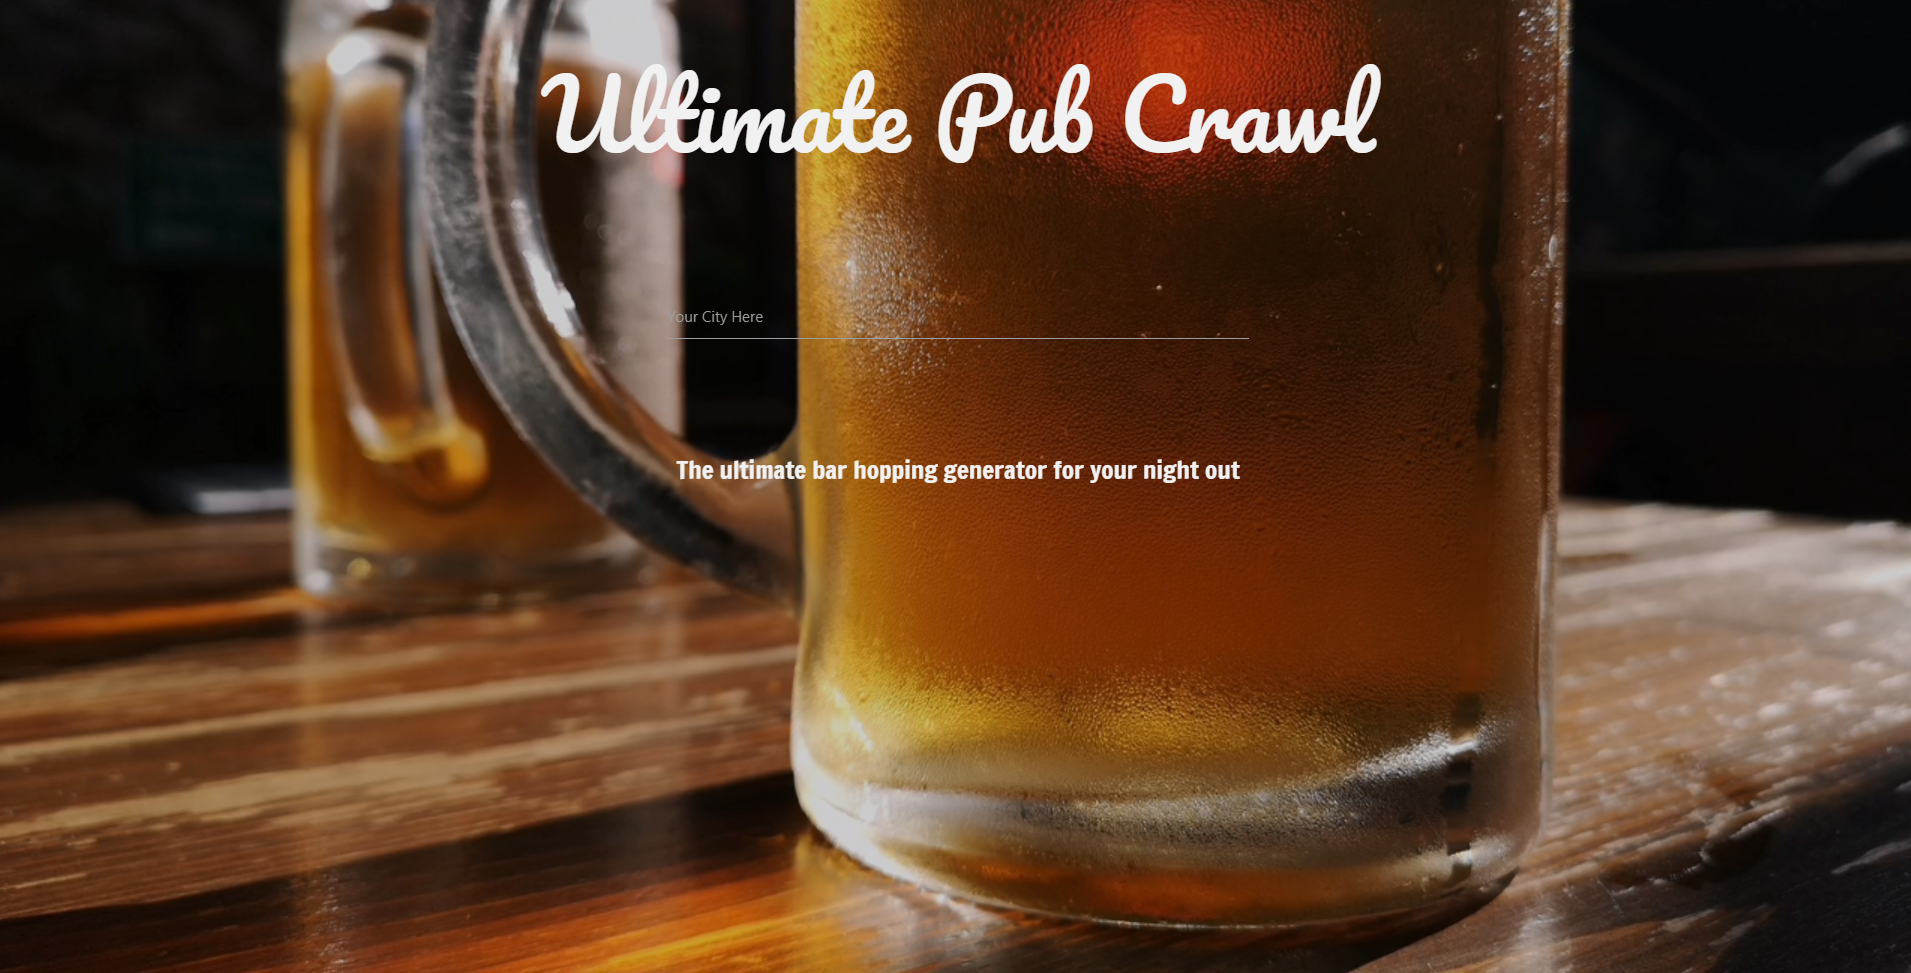 Ultimate Pub Crawl
Your City Here
The ultimate bar hopping generator for your night out